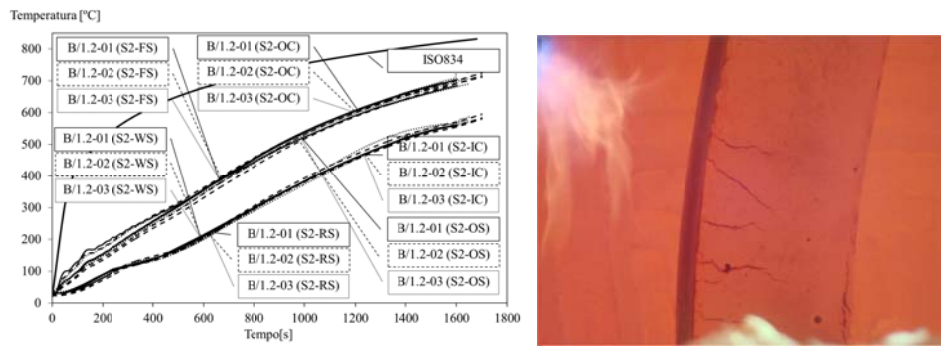 Temperatura [ºC]
800
700
600
500
400
300
200
100
0
B/1.2-01 (S2-FS)
B/1.2-02 (S2-FS)
B/1.2-03 (S2-FS)
B/1.2-01 (S2-OC)
B/1.2-02 (S2-OC)
B/1.2-03 (S2-OC)
ISO834
B/1.2-01 (S2-WS)
B/1.2-02 (S2-WS)
B/1.2-03 (S2-WS)
B/1.2-01 (S2-IC)
B/1.2-02 (S2-IC)
B/1.2-03 (S2-IC)
B/1.2-01 (S2-RS)
B/1.2-02 (S2-RS)
B/1.2-03 (S2-RS)
B/1.2-01 (S2-OS)
B/1.2-02 (S2-OS)
B/1.2-03 (S2-OS)
0 200 400 600 800 1000 1200 1400 1600 1800
Tempo[s]